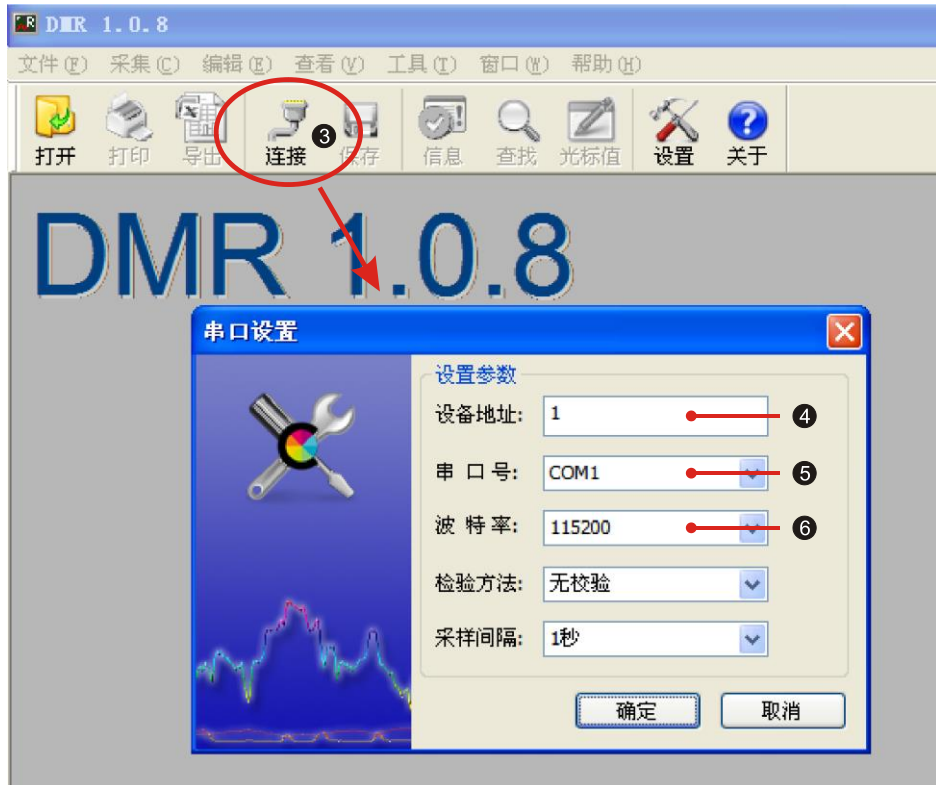 DMR 1.0.8
文件(F) 采集(C) 编辑(E) 查看(V) 工具(T) 窗口(W) 帮助(H)
打开 打印 导出 连接 ❸ 保存 信息 查找 光标值 设置 关于
DMR 1.0.8
串口设置
设置参数
设备地址: 1 ❹
串口号: COM1 ❺
波特率: 115200 ❻
检验方法: 无校验
采样间隔: 1秒
确定 取消